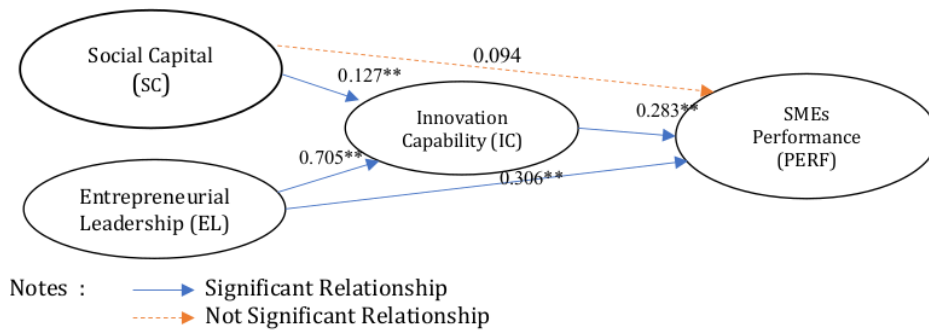 Social Capital
(SC)
0.094
0.127**
Innovation
Capability (IC)
0.283**
SMEs
Performance
(PERF)
0.705**
0.306**
Entrepreneurial
Leadership (EL)
Notes :
Significant Relationship
Not Significant Relationship